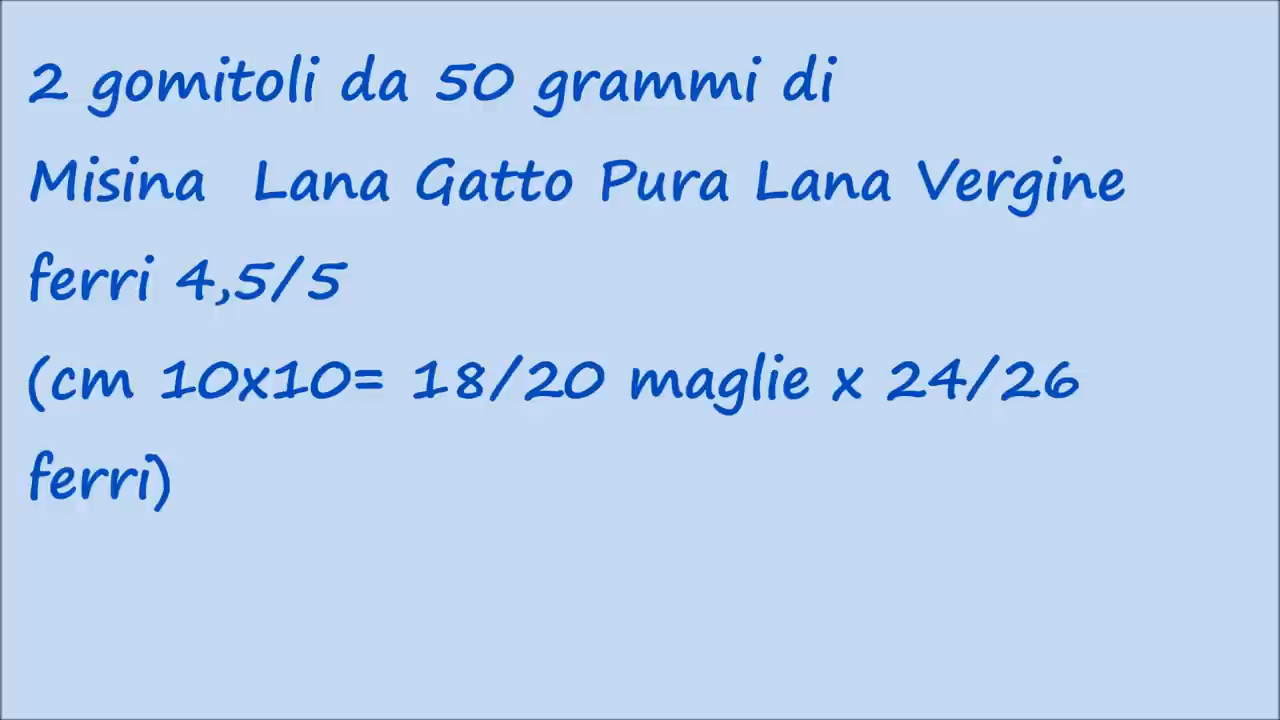 2 gomitoli da 50 grammi di
Misina Lana Gatto Pura Lana Vergine
ferri 4,5/5
(cm 10x10= 18/20 maglie x 24/26
ferri)